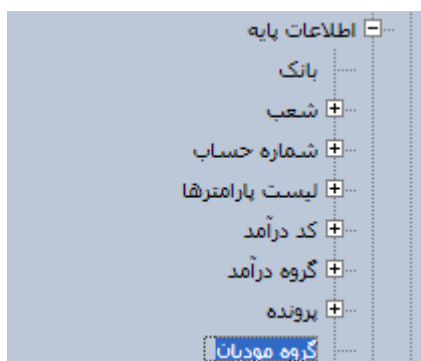 اطلاعات پایه
بانک
شعب
شماره حساب
لیست پارامترها
کد درآمد
گروه درآمد
پرونده
گروه مودیان